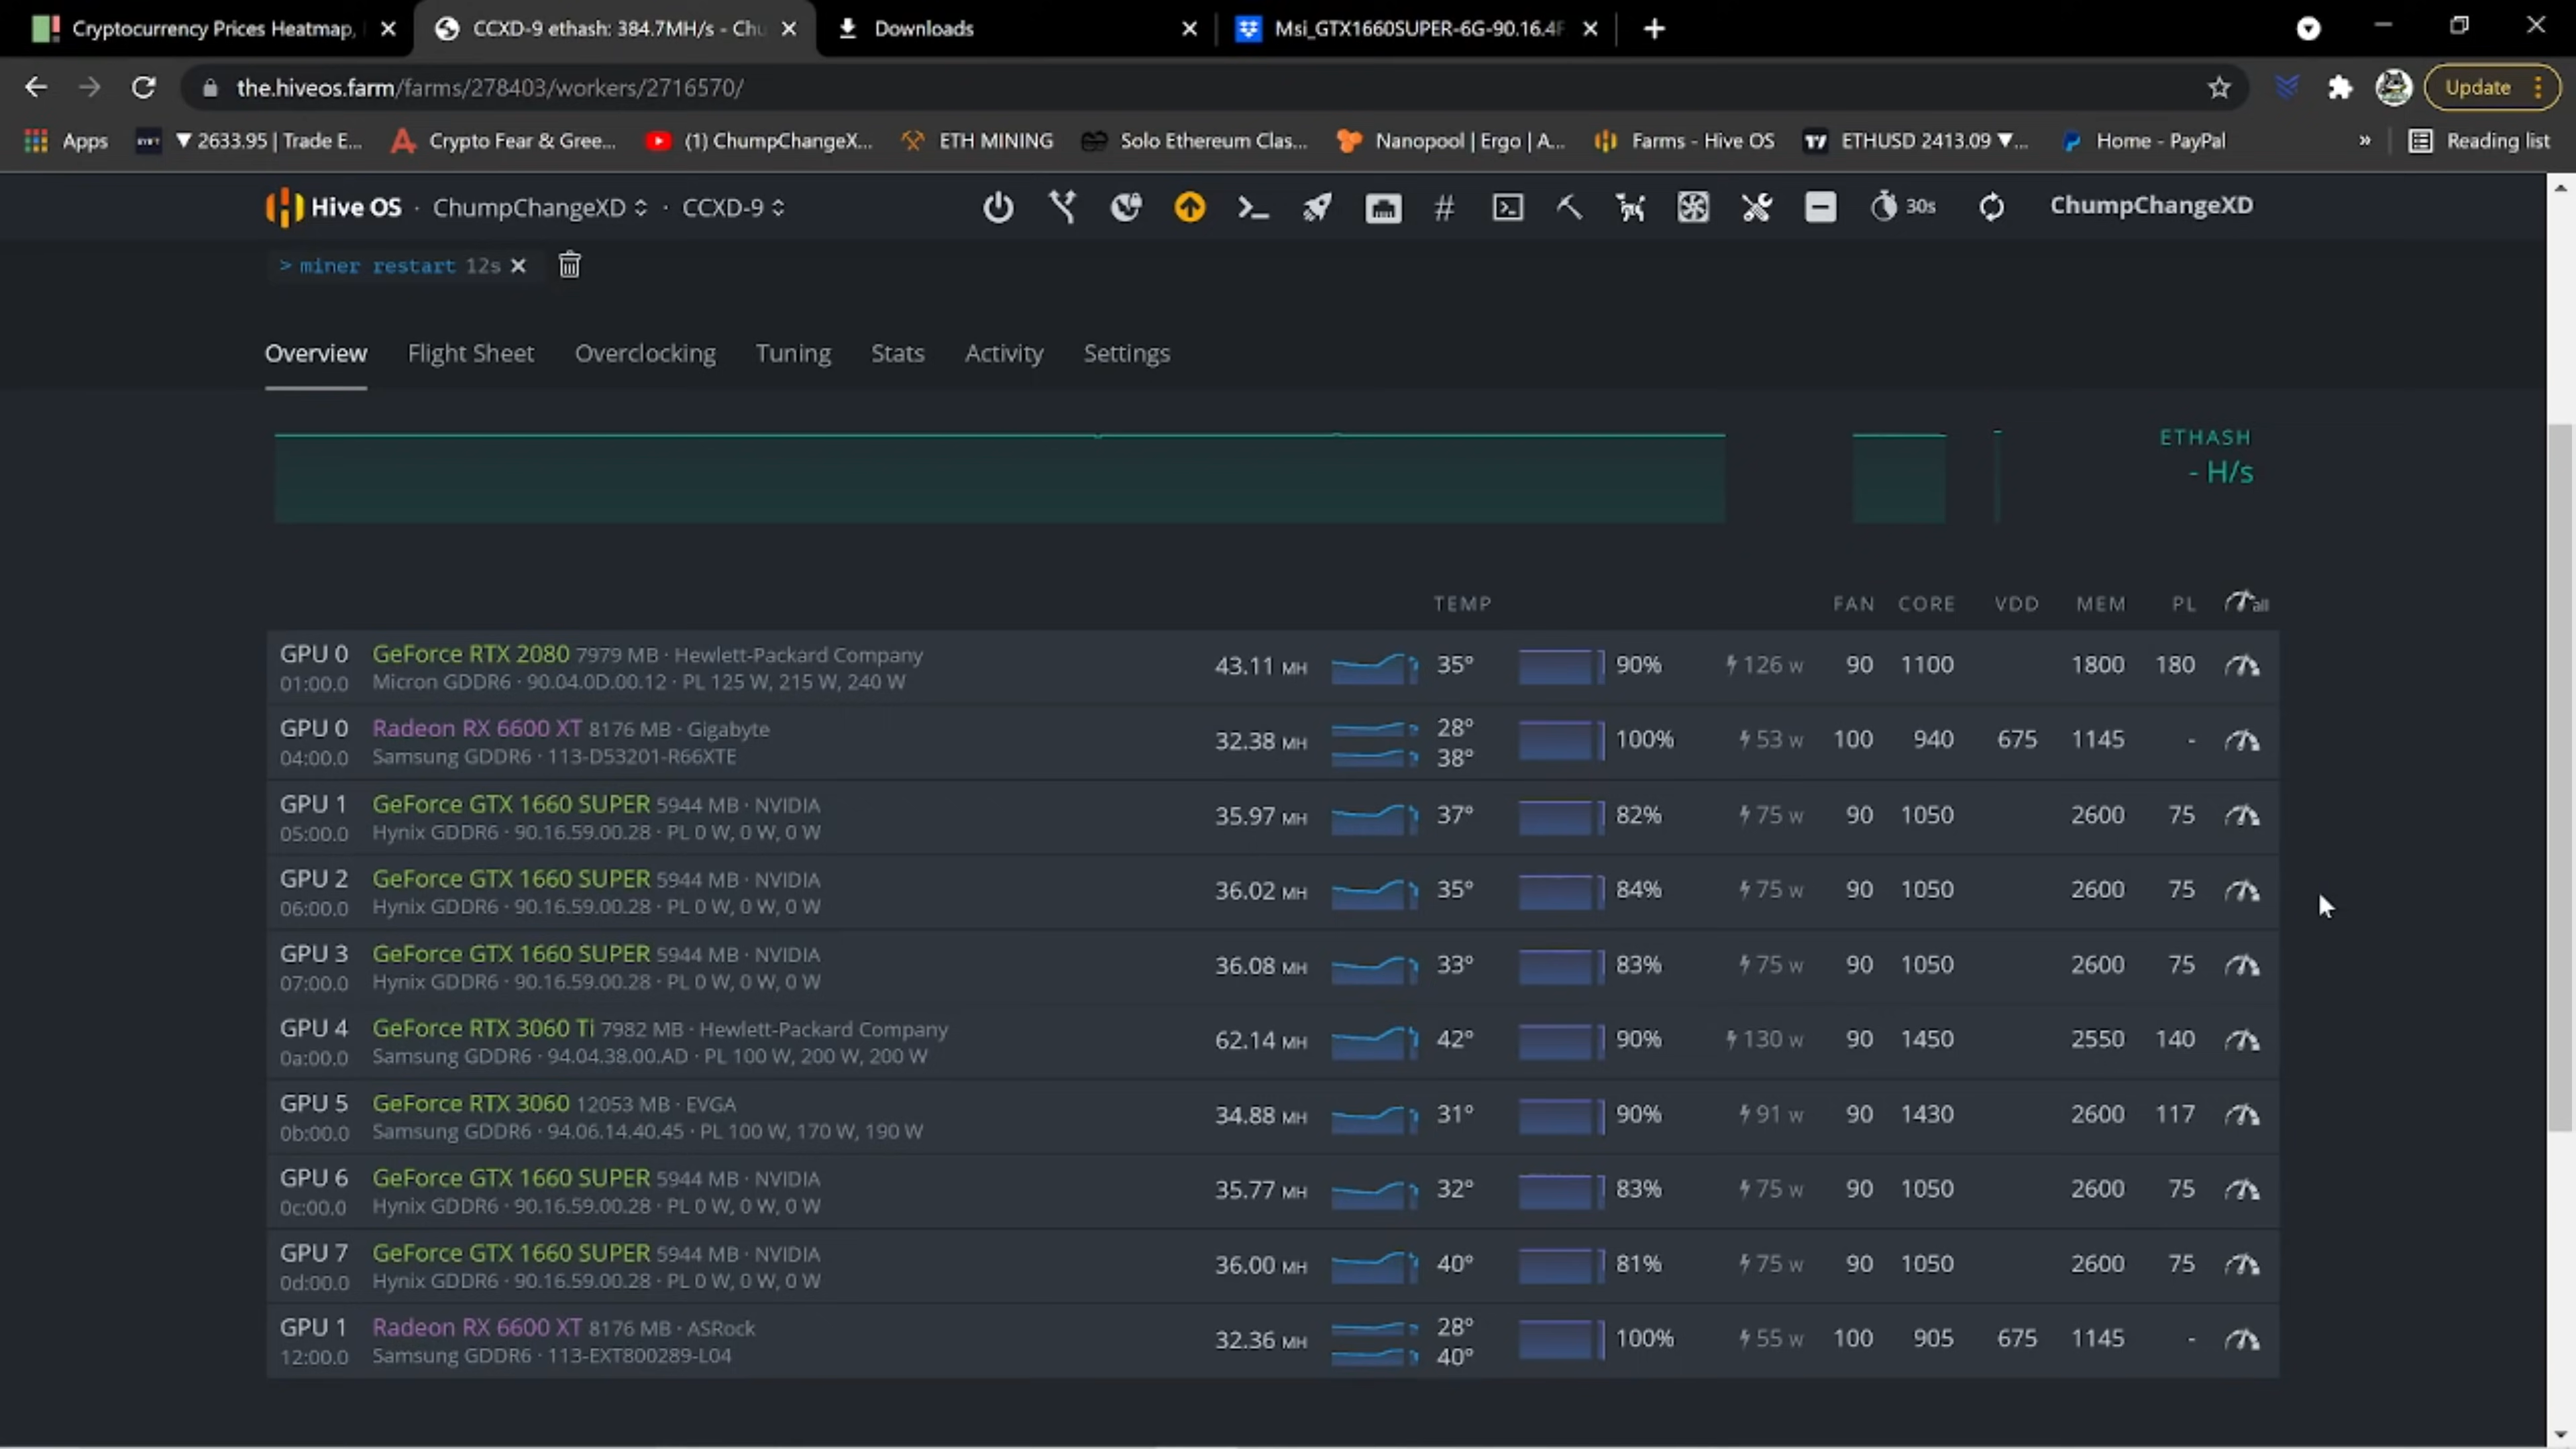 Cryptocurrency Prices Heatmap, CCXD-9 ethash: 384.7MH/s - Chu Downloads Msi_GTX1660SUPER-6G-90.16.4F
the.hiveos.farm/farms/278403/workers/2716570/ Update
Apps ▼ 2633.95 | Trade E... Crypto Fear & Gree... (1) ChumpChangeX... ETH MINING Solo Ethereum Clas... Nanopool | Ergo | A... Farms - Hive OS ETHUSD 2413.09 ▼... Home - PayPal » Reading list
Hive OS · ChumpChangeXD · CCXD-9 30s ChumpChangeXD
> miner restart 12s ×
Overview Flight Sheet Overclocking Tuning Stats Activity Settings
ETHASH
- H/s
TEMP FAN CORE VDD MEM PL all
GPU 0 GeForce RTX 2080 7979 MB · Hewlett-Packard Company 43.11 MH 35° 90% 126 W 90 1100 1800 180
01:00.0 Micron GDDR6 · 90.04.0D.00.12 · PL 125 W, 215 W, 240 W
GPU 0 Radeon RX 6600 XT 8176 MB · Gigabyte 32.38 MH 28° 100% 53 W 100 940 675 1145 -
04:00.0 Samsung GDDR6 · 113-D53201-R66XTE 38°
GPU 1 GeForce GTX 1660 SUPER 5944 MB · NVIDIA 35.97 MH 37° 82% 75 W 90 1050 2600 75
05:00.0 Hynix GDDR6 · 90.16.59.00.28 · PL 0 W, 0 W, 0 W
GPU 2 GeForce GTX 1660 SUPER 5944 MB · NVIDIA 36.02 MH 35° 84% 75 W 90 1050 2600 75
06:00.0 Hynix GDDR6 · 90.16.59.00.28 · PL 0 W, 0 W, 0 W
GPU 3 GeForce GTX 1660 SUPER 5944 MB · NVIDIA 36.08 MH 33° 83% 75 W 90 1050 2600 75
07:00.0 Hynix GDDR6 · 90.16.59.00.28 · PL 0 W, 0 W, 0 W
GPU 4 GeForce RTX 3060 Ti 7982 MB · Hewlett-Packard Company 62.14 MH 42° 90% 130 W 90 1450 2550 140
0a:00.0 Samsung GDDR6 · 94.04.38.00.AD · PL 100 W, 200 W, 200 W
GPU 5 GeForce RTX 3060 12053 MB · EVGA 34.88 MH 31° 90% 91 W 90 1430 2600 117
0b:00.0 Samsung GDDR6 · 94.06.14.40.45 · PL 100 W, 170 W, 190 W
GPU 6 GeForce GTX 1660 SUPER 5944 MB · NVIDIA 35.77 MH 32° 83% 75 W 90 1050 2600 75
0c:00.0 Hynix GDDR6 · 90.16.59.00.28 · PL 0 W, 0 W, 0 W
GPU 7 GeForce GTX 1660 SUPER 5944 MB · NVIDIA 36.00 MH 40° 81% 75 W 90 1050 2600 75
0d:00.0 Hynix GDDR6 · 90.16.59.00.28 · PL 0 W, 0 W, 0 W
GPU 1 Radeon RX 6600 XT 8176 MB · ASRock 32.36 MH 28° 100% 55 W 100 905 675 1145 -
12:00.0 Samsung GDDR6 · 113-EXT800289-L04 40°